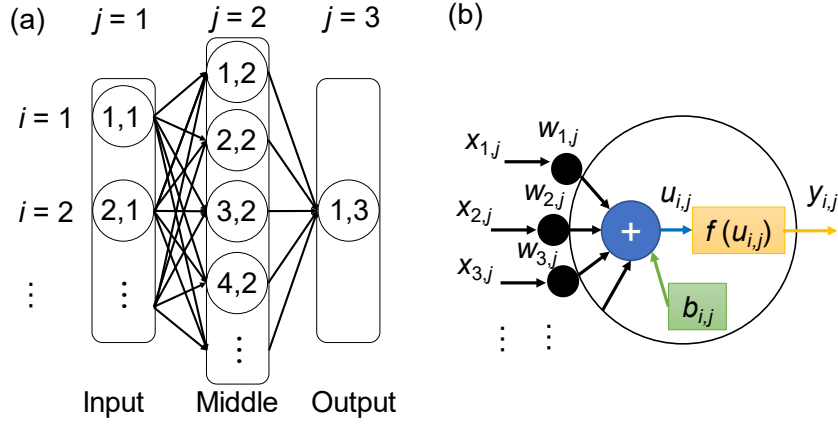 (a)
j = 1 j = 2 j = 3
i = 1
i = 2
⋮
1,1
2,1
⋮
1,2
2,2
3,2
4,2
⋮
1,3
Input Middle Output
(b)
x1,j
x2,j
x3,j
⋮ ⋮
w1,j
w2,j
w3,j
+
ui,j
f (ui,j)
yi,j
bi,j